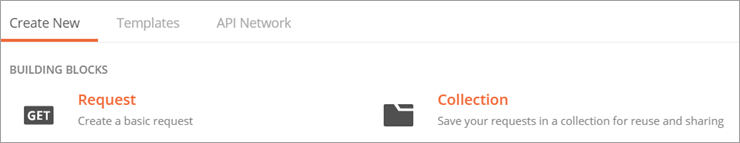 Create New Templates API Network
BUILDING BLOCKS
Request Collection
GET Create a basic request Save your requests in a collection for reuse and sharing